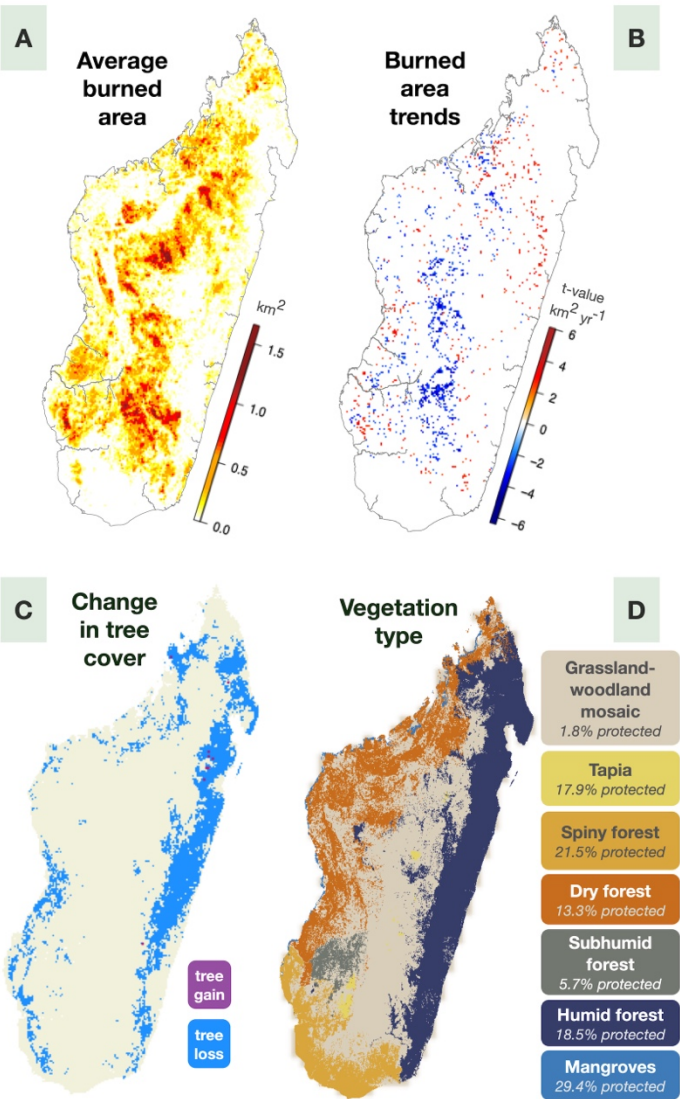 A
Average
burned
area
km²
1.5
1.0
0.5
0.0
Burned
area
trends
B
t-value
km² yr⁻¹
6
4
2
0
−2
−4
−6
C
Change
in tree
cover
tree
gain
tree
loss
Vegetation
type
D
Grassland-
woodland
mosaic
1.8% protected
Tapia
17.9% protected
Spiny forest
21.5% protected
Dry forest
13.3% protected
Subhumid
forest
5.7% protected
Humid forest
18.5% protected
Mangroves
29.4% protected